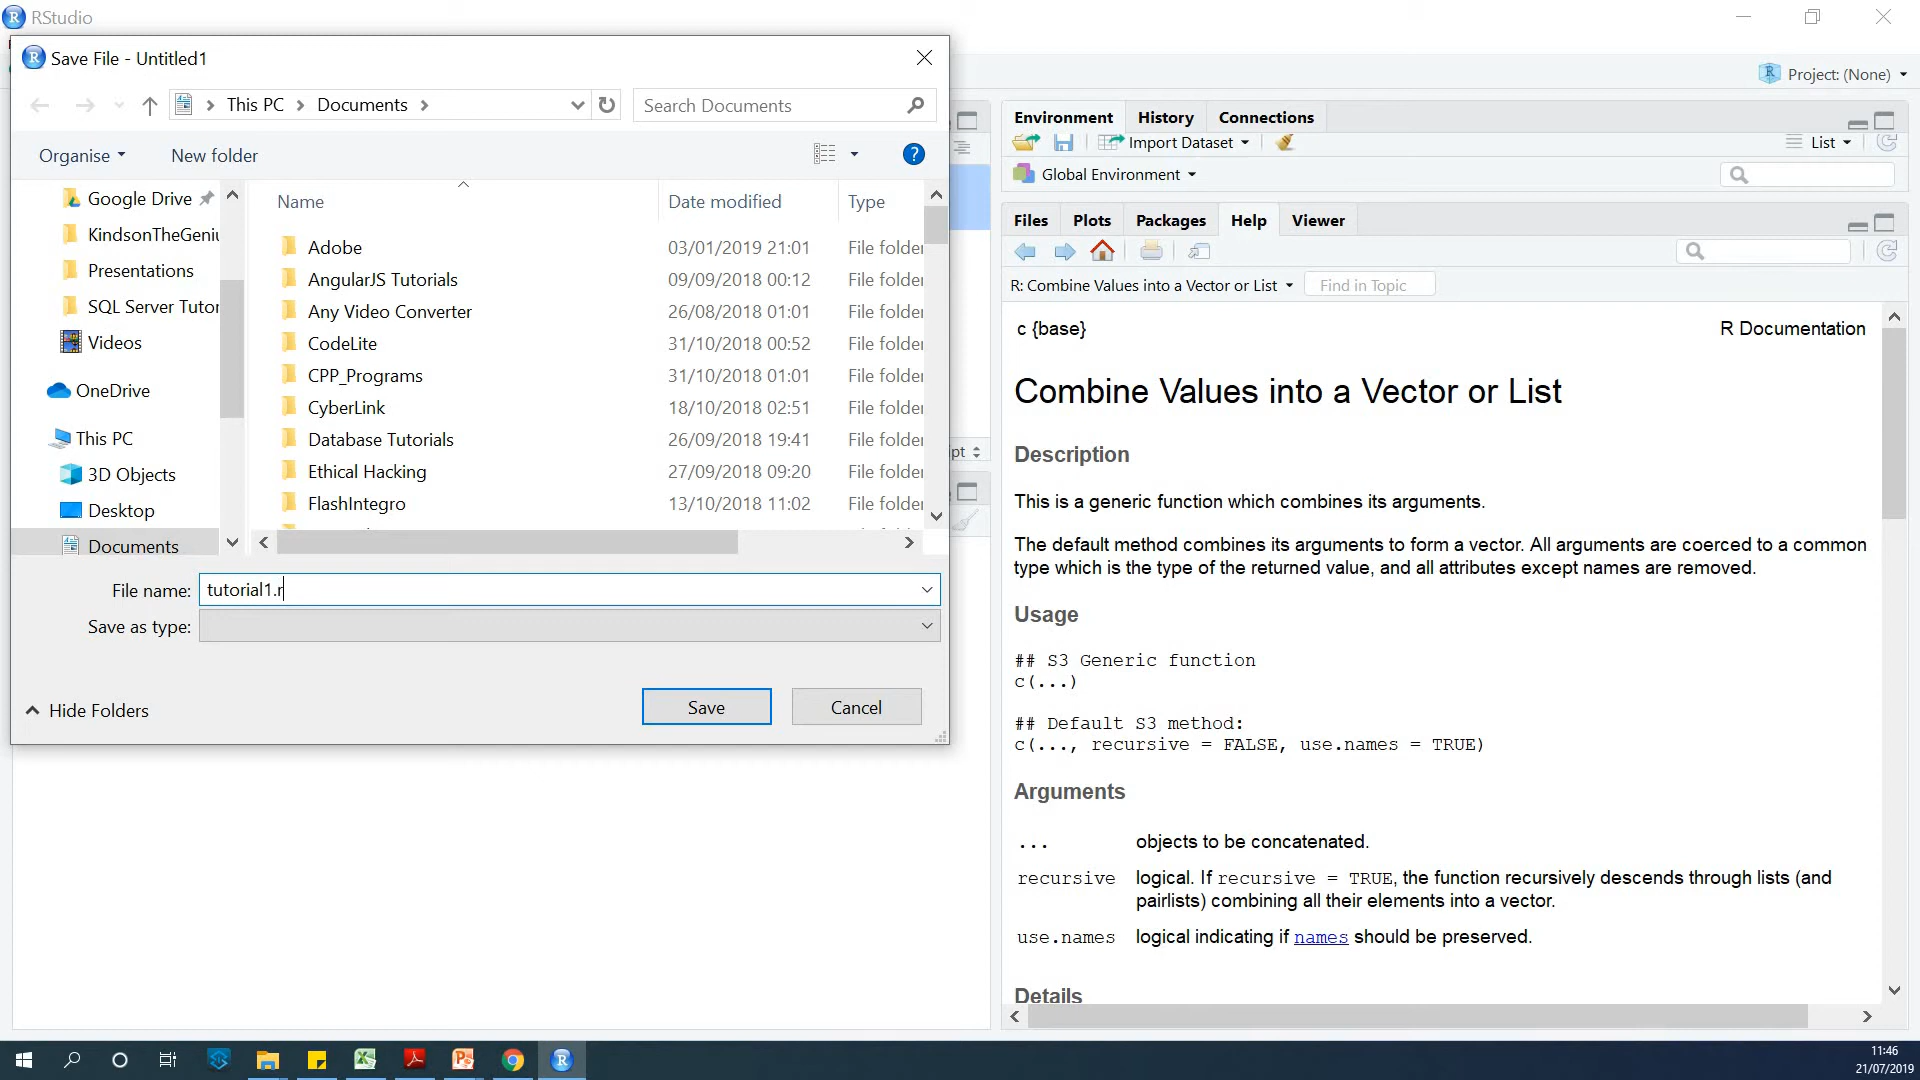 RStudio
Save File - Untitled1
This PC
Documents
Search Documents
Organise
New folder
Google Drive
KindsonTheGeniu
Presentations
SQL Server Tutor
Videos
OneDrive
This PC
3D Objects
Desktop
Documents
Name Date modified Type
Adobe 03/01/2019 21:01 File folder
AngularJS Tutorials 09/09/2018 00:12 File folder
Any Video Converter 26/08/2018 01:01 File folder
CodeLite 31/10/2018 00:52 File folder
CPP_Programs 31/10/2018 01:01 File folder
CyberLink 18/10/2018 02:51 File folder
Database Tutorials 26/09/2018 19:41 File folder
Ethical Hacking 27/09/2018 09:20 File folder
FlashIntegro 13/10/2018 11:02 File folder
File name: tutorial1.r
Save as type:
Hide Folders
Save
Cancel
pt
Project: (None)
Environment History Connections
Import Dataset
List
Global Environment
Files Plots Packages Help Viewer
R: Combine Values into a Vector or List
Find in Topic
c {base}
R Documentation
Combine Values into a Vector or List
Description
This is a generic function which combines its arguments.
The default method combines its arguments to form a vector. All arguments are coerced to a common
type which is the type of the returned value, and all attributes except names are removed.
Usage
## S3 Generic function
c(...)
## Default S3 method:
c(..., recursive = FALSE, use.names = TRUE)
Arguments
... objects to be concatenated.
recursive logical. If recursive = TRUE, the function recursively descends through lists (and
pairlists) combining all their elements into a vector.
use.names logical indicating if names should be preserved.
Details
11:46
21/07/2019